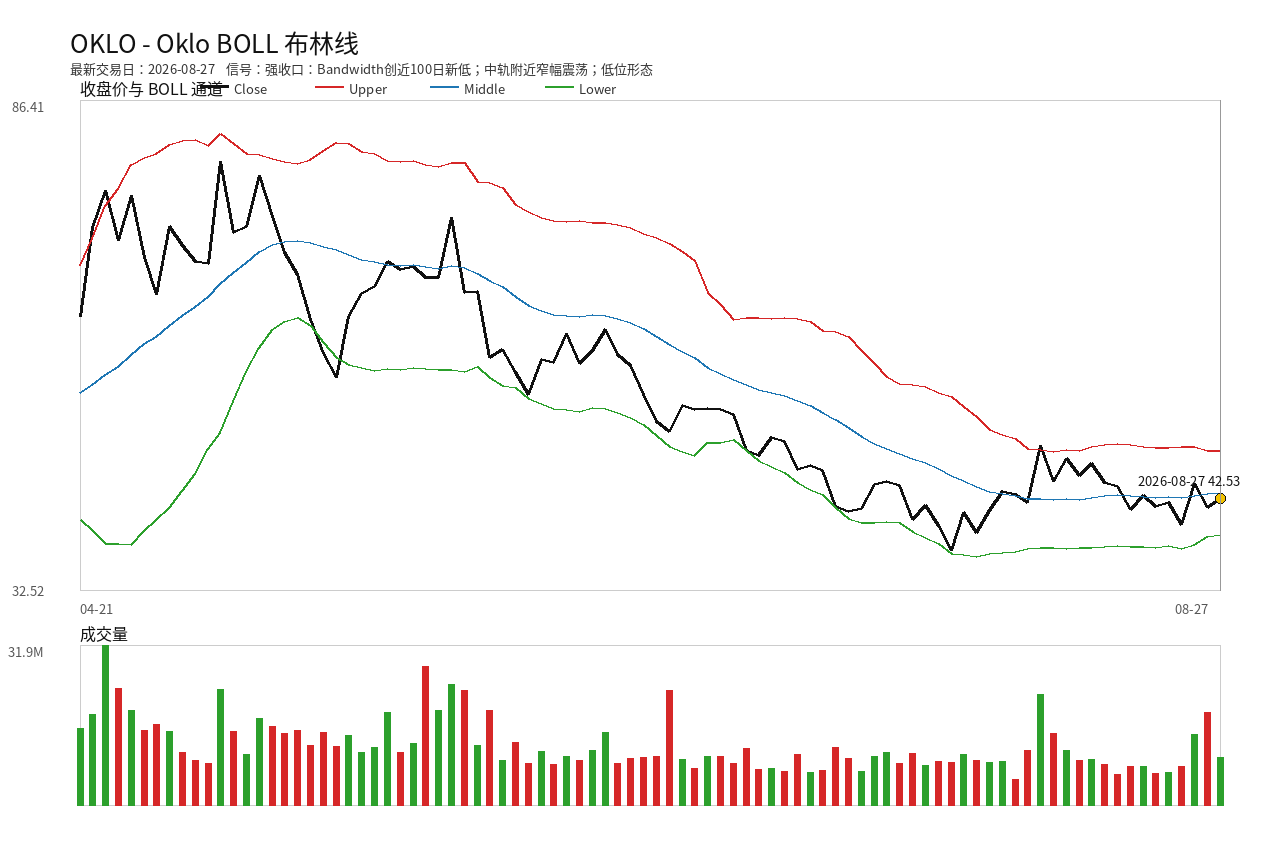 OKLO - Oklo BOLL 布林线
最新交易日：2026-08-27 信号：强收口：Bandwidth创近100日新低；中轨附近窄幅震荡；低位形态
收盘价与 BOLL 通道 Close Upper Middle Lower
86.41
2026-08-27 42.53
32.52
04-21 08-27
成交量
31.9M